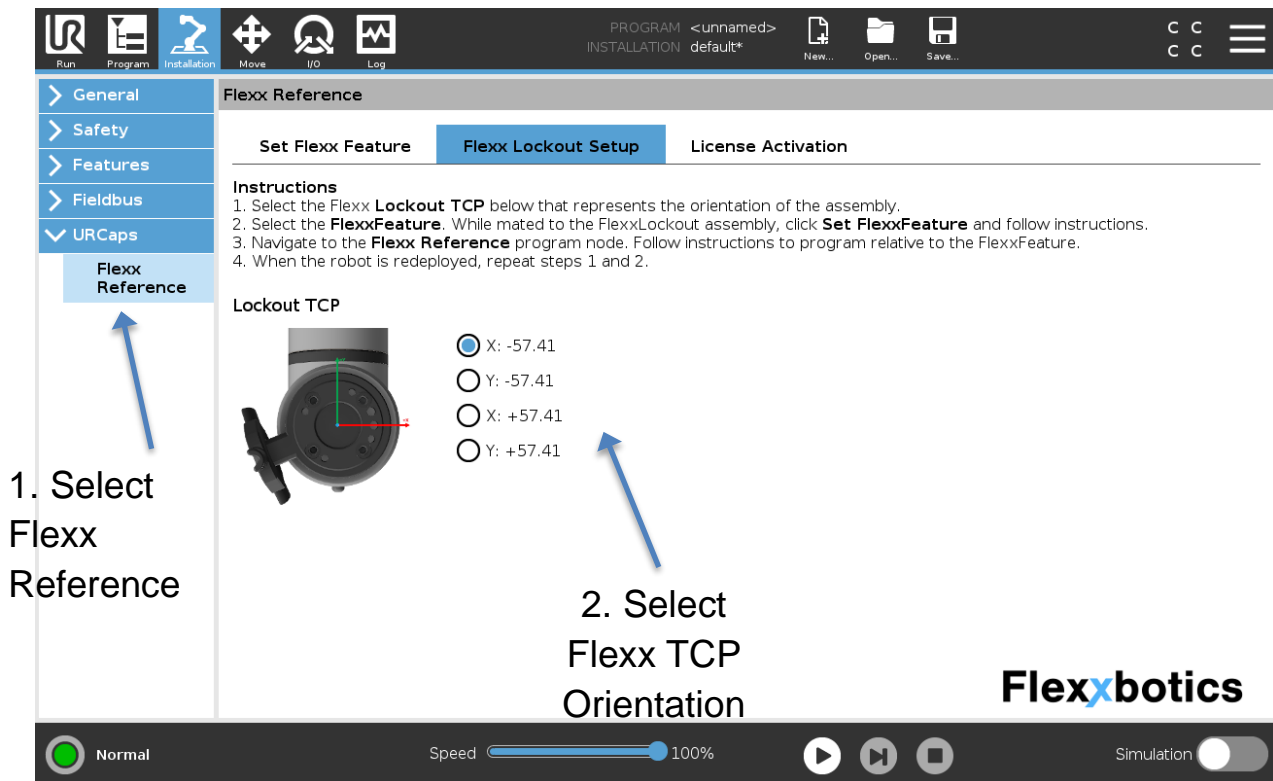 PROGRAM <unnamed>
INSTALLATION default*
Run
Program
Installation
Move
I/O
Log
New...
Open...
Save...
C C
C C
General
Safety
Features
Fieldbus
URCaps
Flexx
Reference
Flexx Reference
Set Flexx Feature
Flexx Lockout Setup
License Activation
Instructions
1. Select the Flexx Lockout TCP below that represents the orientation of the assembly.
2. Select the FlexxFeature. While mated to the FlexxLockout assembly, click Set FlexxFeature and follow instructions.
3. Navigate to the Flexx Reference program node. Follow instructions to program relative to the FlexxFeature.
4. When the robot is redeployed, repeat steps 1 and 2.
Lockout TCP
X: -57.41
Y: -57.41
X: +57.41
Y: +57.41
1. Select
Flexx
Reference
2. Select
Flexx TCP
Orientation
Flexxbotics
Normal
Speed
100%
Simulation